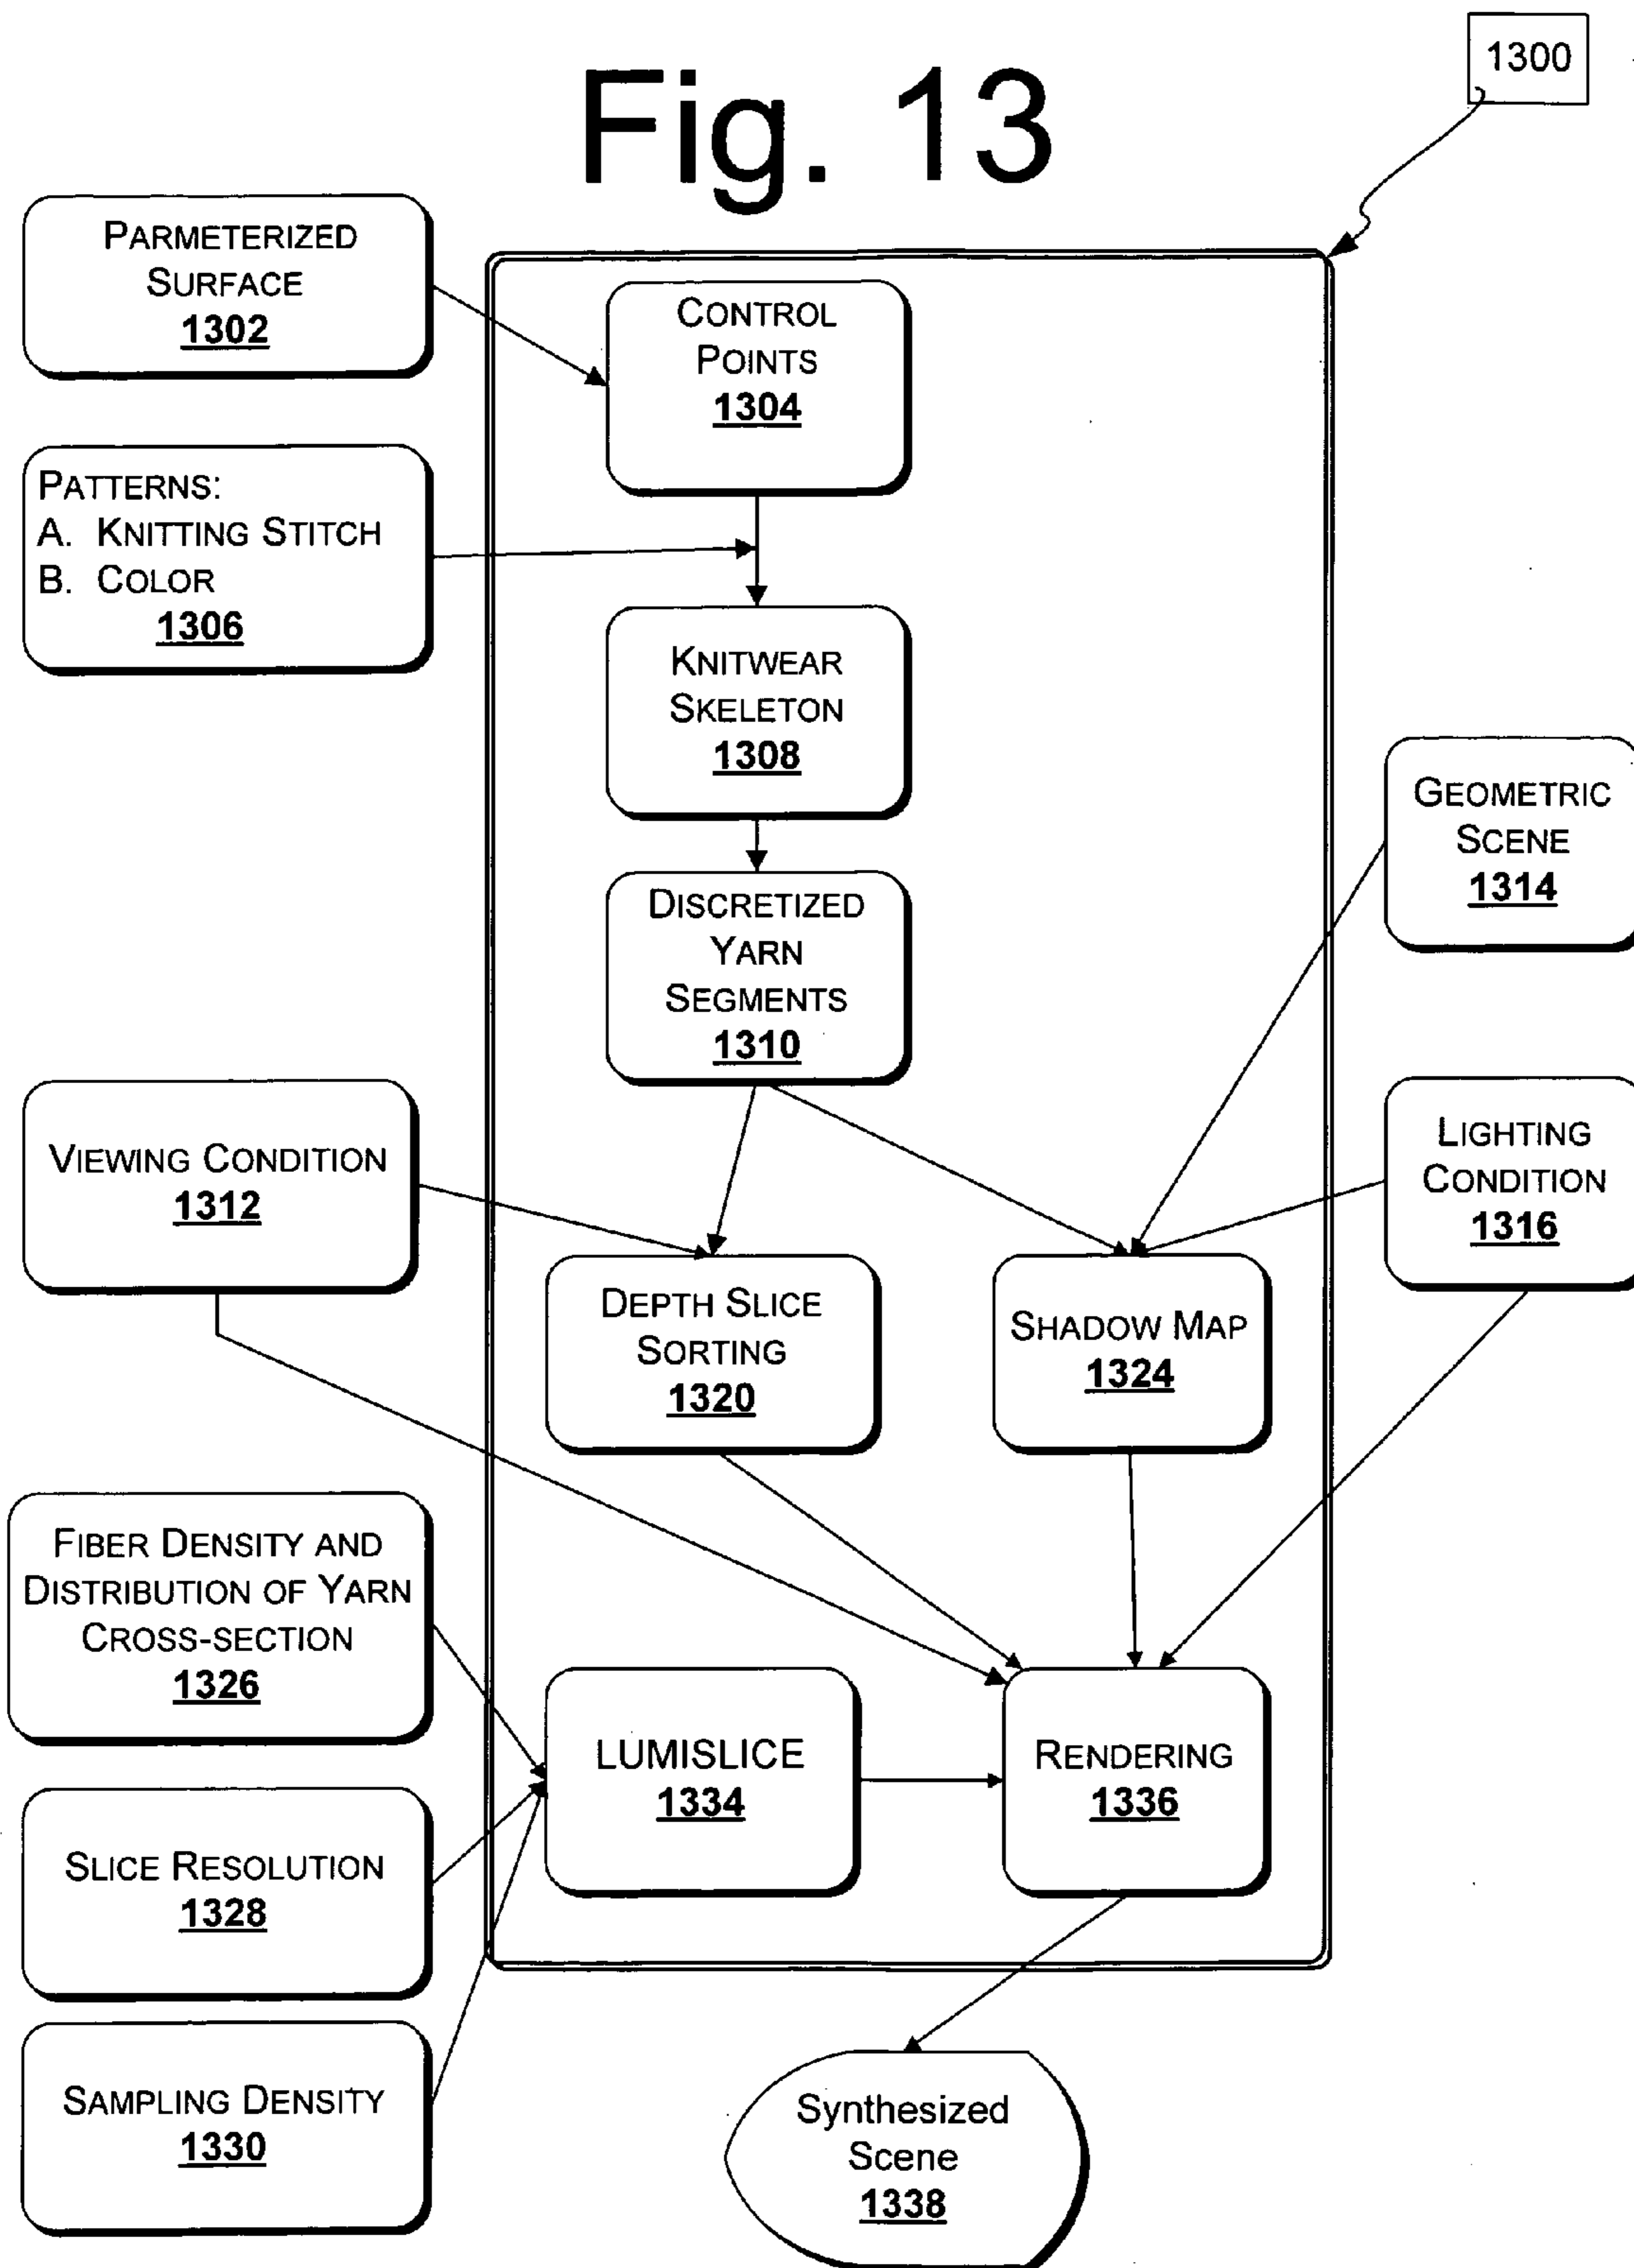 Fig. 13
1300
PARMETERIZED
SURFACE
1302
CONTROL
POINTS
1304
PATTERNS:
A. KNITTING STITCH
B. COLOR
1306
KNITWEAR
SKELETON
1308
GEOMETRIC
SCENE
1314
DISCRETIZED
YARN
SEGMENTS
1310
VIEWING CONDITION
1312
LIGHTING
CONDITION
1316
DEPTH SLICE
SORTING
1320
SHADOW MAP
1324
FIBER DENSITY AND
DISTRIBUTION OF YARN
CROSS-SECTION
1326
LUMISLICE
1334
RENDERING
1336
SLICE RESOLUTION
1328
SAMPLING DENSITY
1330
Synthesized
Scene
1338